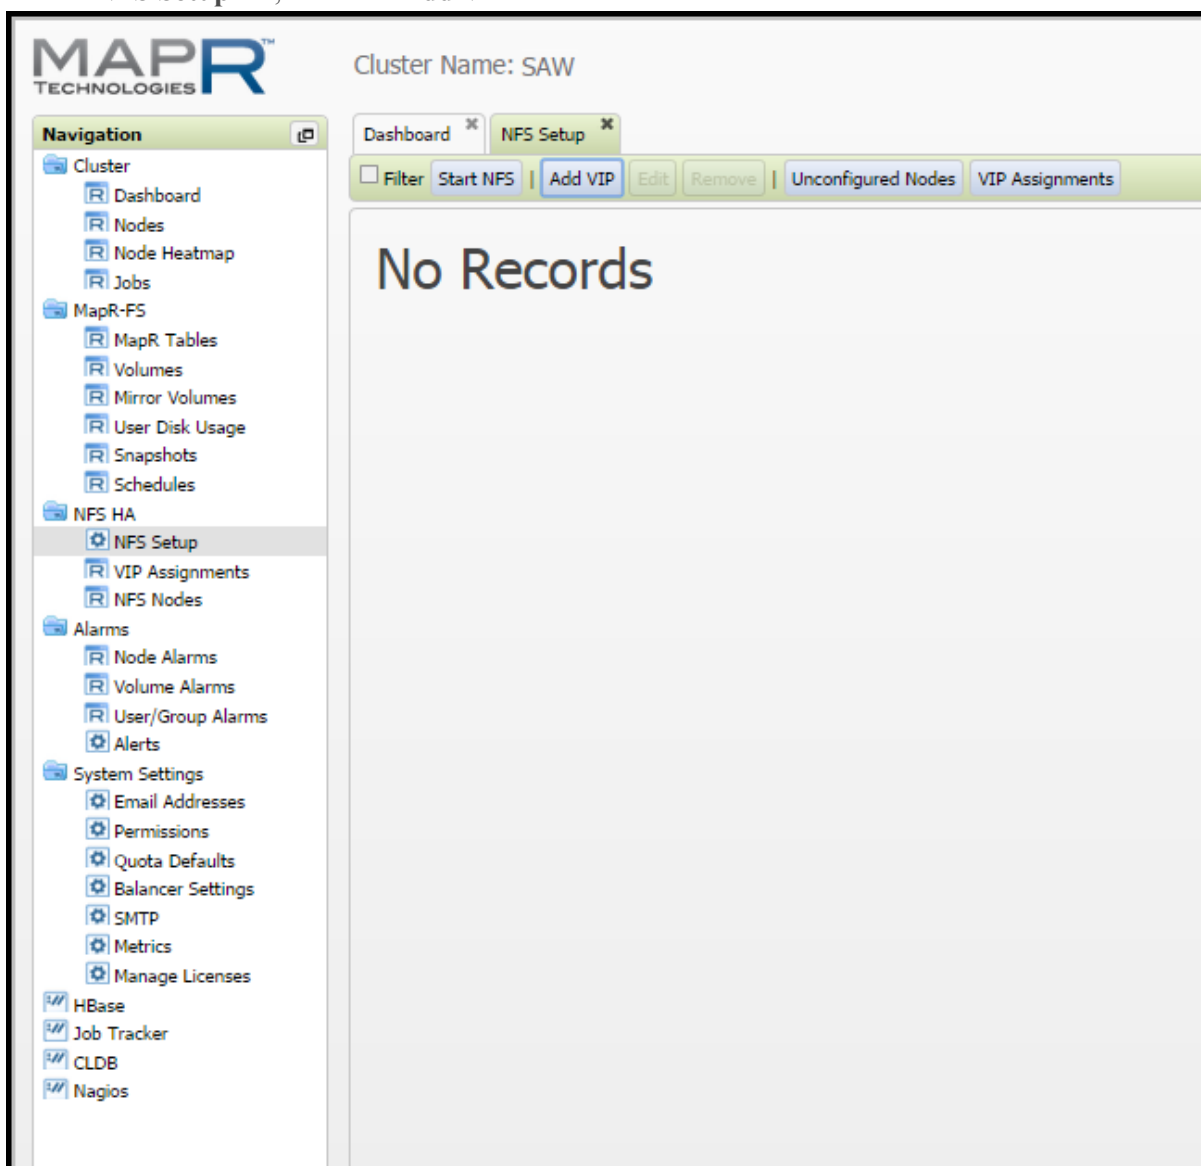 MAPR™
TECHNOLOGIES
Cluster Name: SAW
Navigation
Dashboard
NFS Setup
Filter Start NFS | Add VIP Edit Remove | Unconfigured Nodes VIP Assignments
No Records
Cluster
Dashboard
Nodes
Node Heatmap
Jobs
MapR-FS
MapR Tables
Volumes
Mirror Volumes
User Disk Usage
Snapshots
Schedules
NFS HA
NFS Setup
VIP Assignments
NFS Nodes
Alarms
Node Alarms
Volume Alarms
User/Group Alarms
Alerts
System Settings
Email Addresses
Permissions
Quota Defaults
Balancer Settings
SMTP
Metrics
Manage Licenses
HBase
Job Tracker
CLDB
Nagios